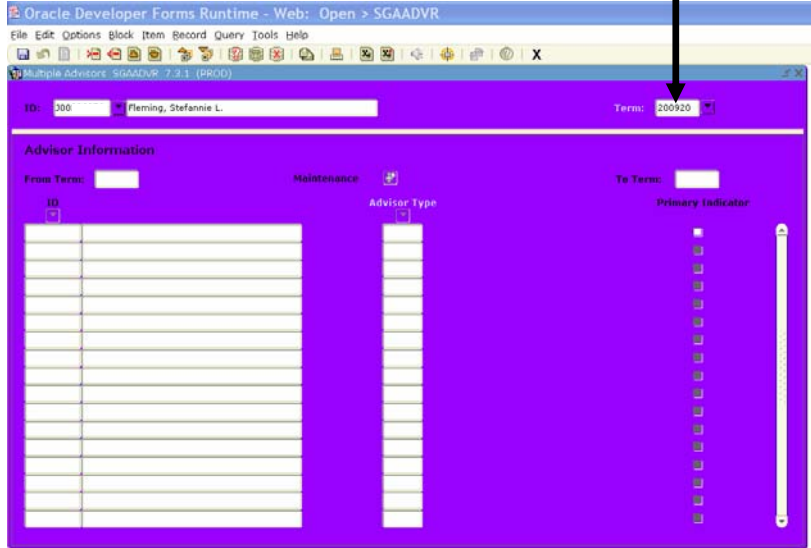 Oracle Developer Forms Runtime - Web: Open > SGAADVR
File Edit Options Block Item Record Query Tools Help
X
Multiple Advisors SGAADVR 7.3.1 (PROD)
ID: J00 Fleming, Stefannie L. Term: 200920
Advisor Information
From Term: Maintenance To Term:
ID Advisor Type Primary Indicator